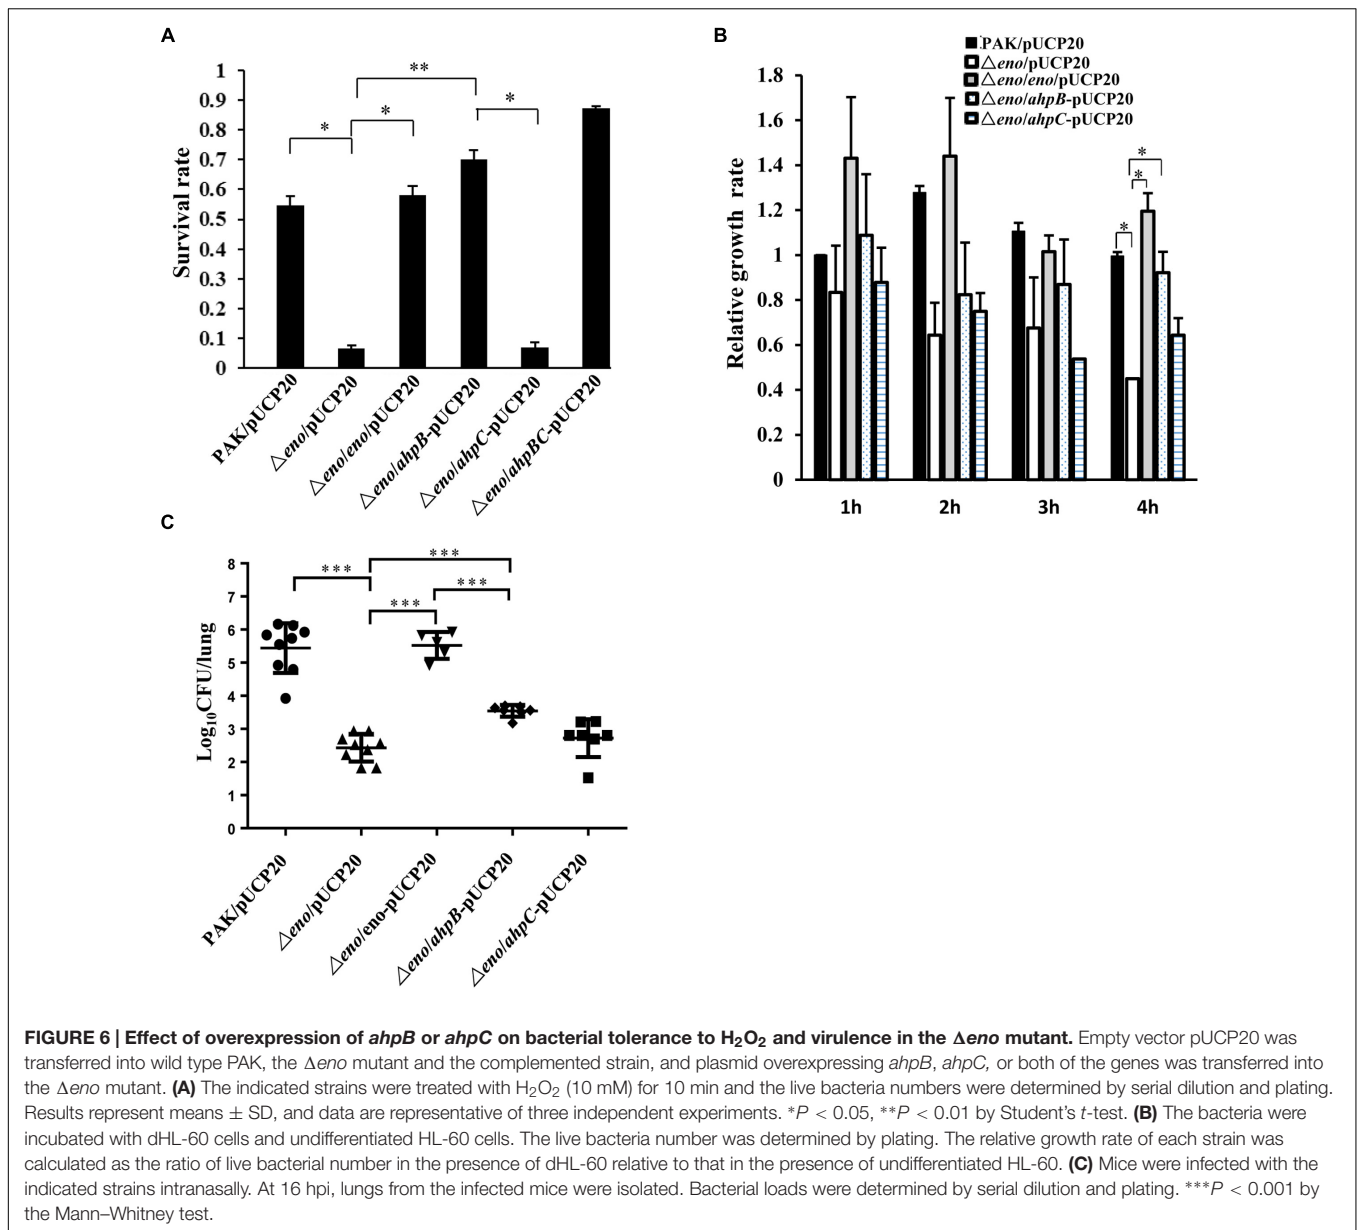 A
B
PAK/pUCP20
△eno/pUCP20
△eno/eno/pUCP20
△eno/ahpB-pUCP20
△eno/ahpC-pUCP20
Survival rate
1
0.9
0.8
0.7
0.6
0.5
0.4
0.3
0.2
0.1
0
*
*
**
*
PAK/pUCP20
△eno/pUCP20
△eno/eno/pUCP20
△eno/ahpB-pUCP20
△eno/ahpC-pUCP20
△eno/ahpBC-pUCP20
Relative growth rate
1.8
1.6
1.4
1.2
1
0.8
0.6
0.4
0.2
0
*
*
*
1h
2h
3h
4h
C
Log10CFU/lung
8
7
6
5
4
3
2
1
0
***
***
***
***
PAK/pUCP20
△eno/pUCP20
△eno/eno-pUCP20
△eno/ahpB-pUCP20
△eno/ahpC-pUCP20
FIGURE 6 | Effect of overexpression of ahpB or ahpC on bacterial tolerance to H2O2 and virulence in the Δeno mutant. Empty vector pUCP20 was
transferred into wild type PAK, the Δeno mutant and the complemented strain, and plasmid overexpressing ahpB, ahpC, or both of the genes was transferred into
the Δeno mutant. (A) The indicated strains were treated with H2O2 (10 mM) for 10 min and the live bacteria numbers were determined by serial dilution and plating.
Results represent means ± SD, and data are representative of three independent experiments. *P < 0.05, **P < 0.01 by Student's t-test. (B) The bacteria were
incubated with dHL-60 cells and undifferentiated HL-60 cells. The live bacteria number was determined by plating. The relative growth rate of each strain was
calculated as the ratio of live bacterial number in the presence of dHL-60 relative to that in the presence of undifferentiated HL-60. (C) Mice were infected with the
indicated strains intranasally. At 16 hpi, lungs from the infected mice were isolated. Bacterial loads were determined by serial dilution and plating. ***P < 0.001 by
the Mann–Whitney test.